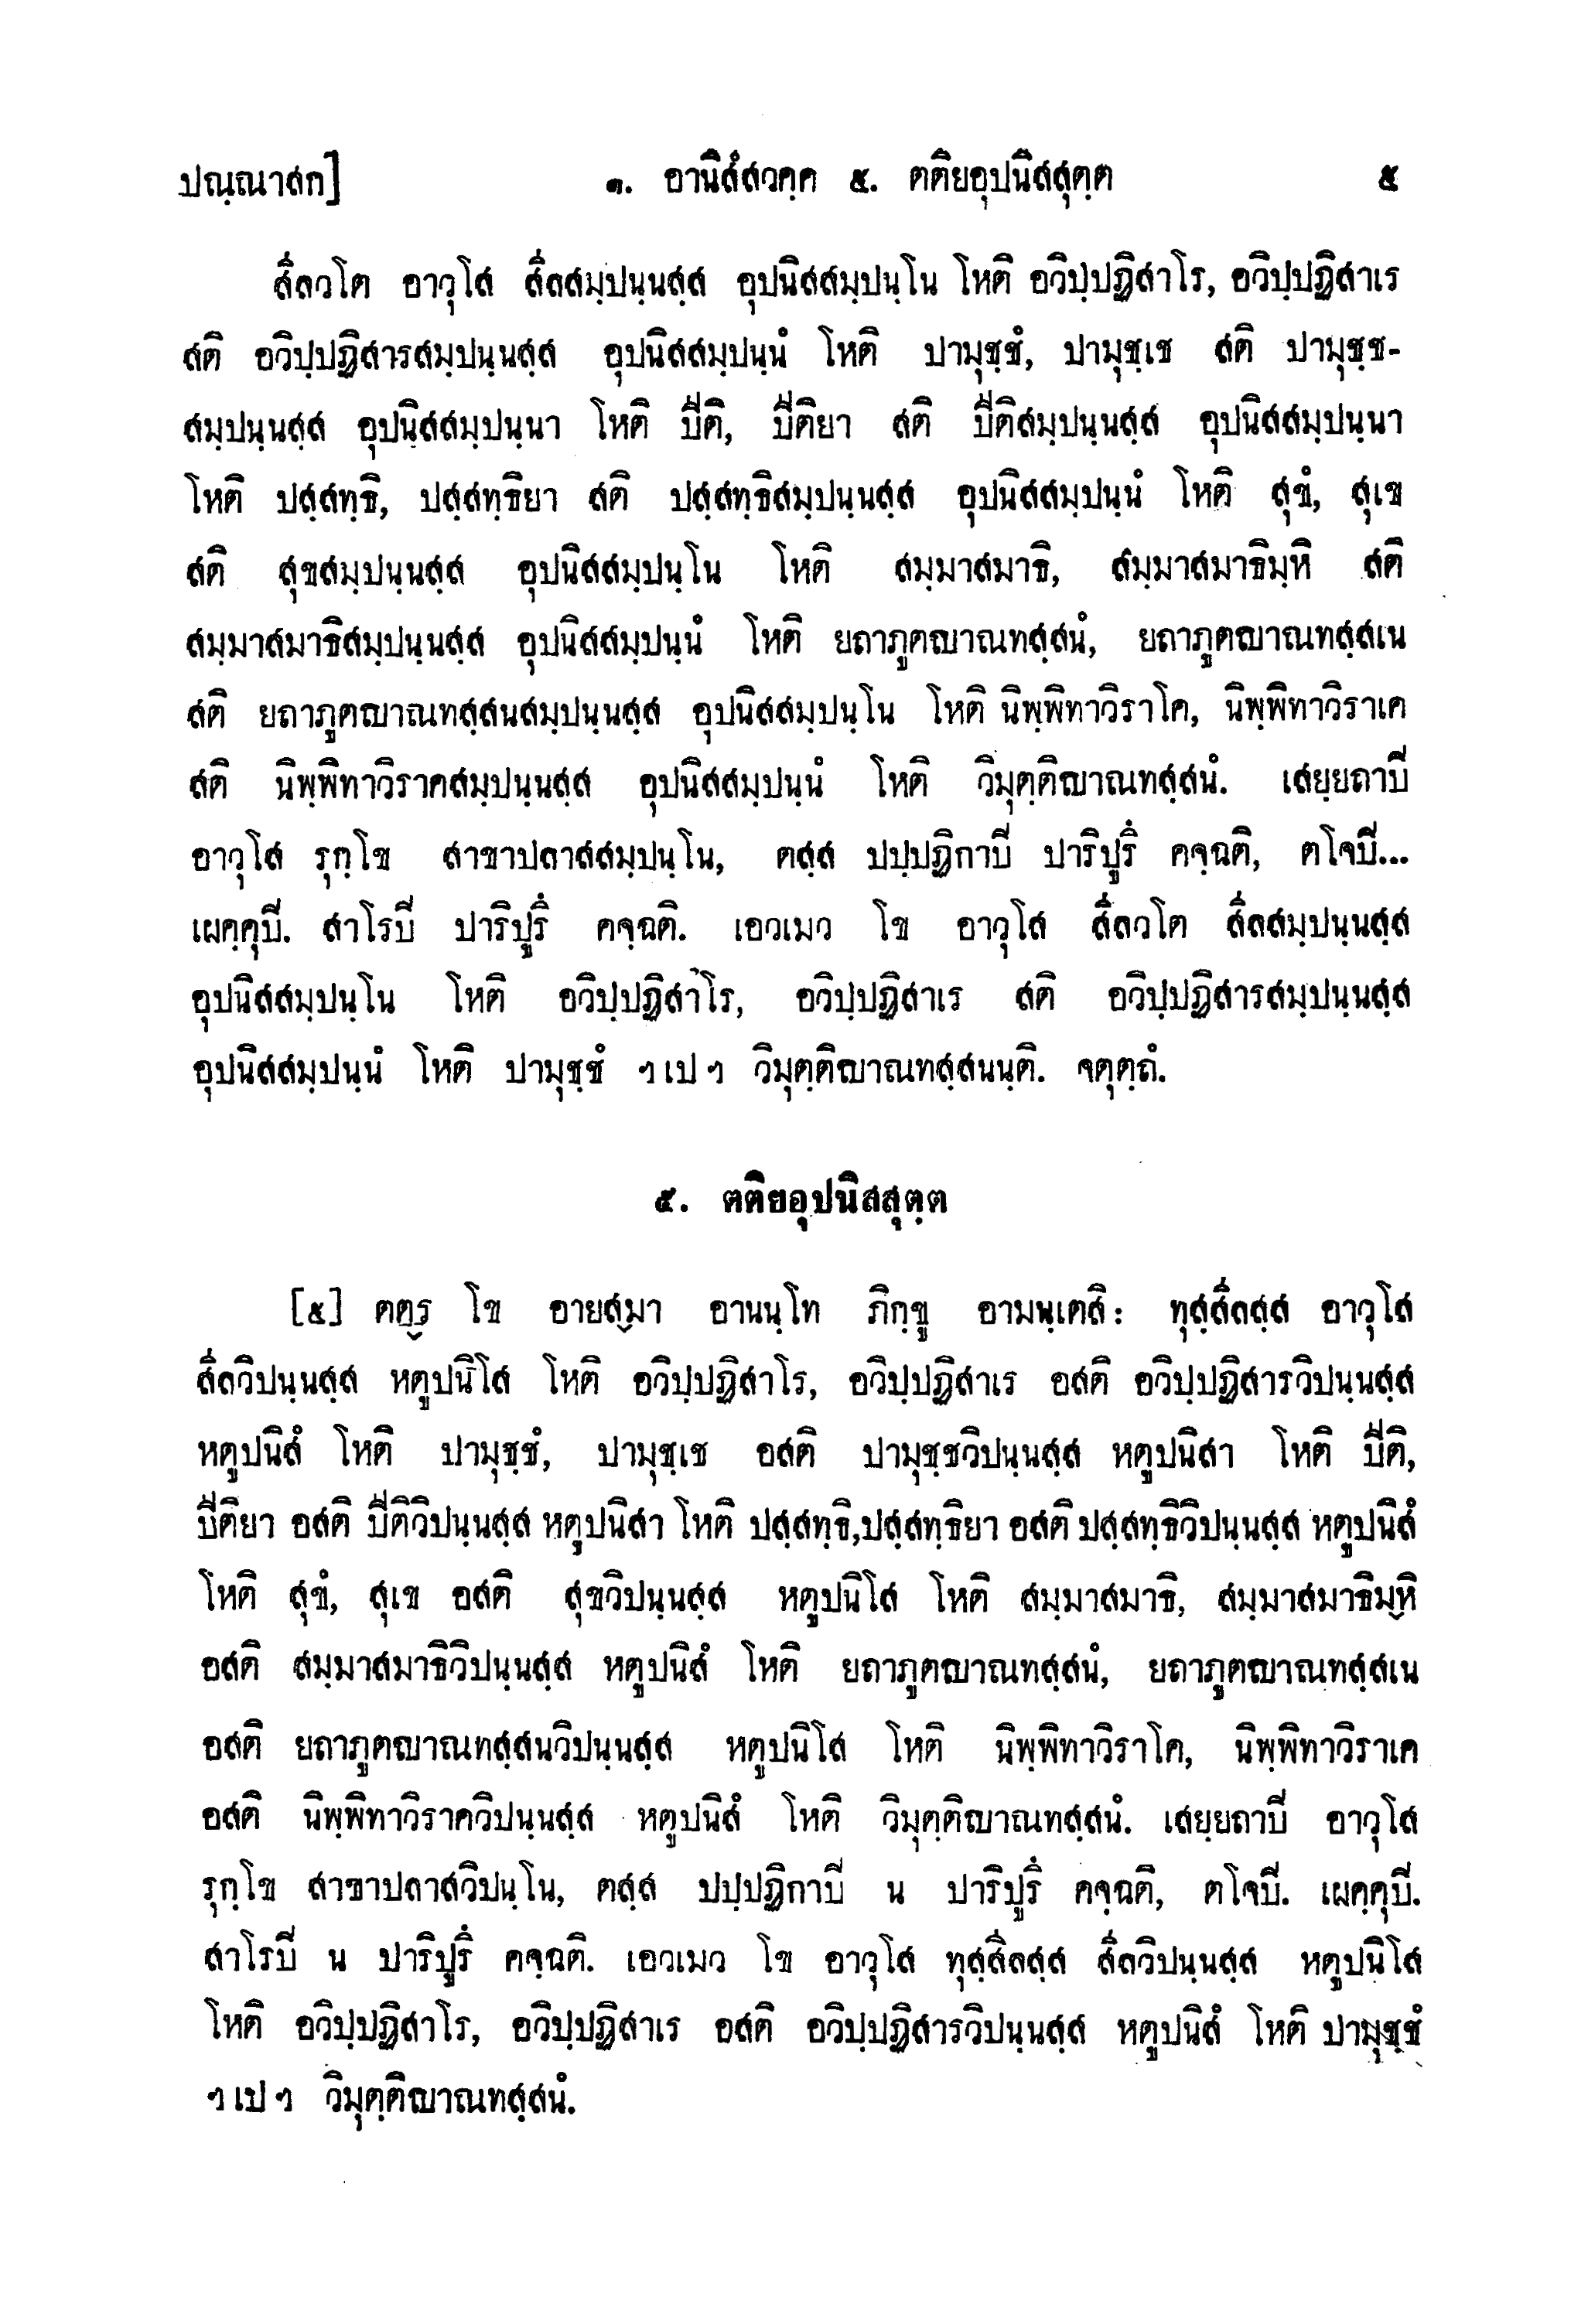 ปณฺณาสก]	๑. อานิสํสวคฺค ๕. ตติยอุปนิสสุตฺต	๕
สีลวโต อาวุโส สีลสมฺปนฺนสฺส อุปนิสสมฺปนฺโน โหติ อวิปฺปฏิสาโร, อวิปฺปฏิสาเร
สติ อวิปฺปฏิสารสมฺปนฺนสฺส อุปนิสสมฺปนฺนํ โหติ ปามุชฺชํ, ปามุชฺเช สติ ปามุชฺช-
สมฺปนฺนสฺส อุปนิสสมฺปนฺนา โหติ ปีติ, ปีติยา สติ ปีติสมฺปนฺนสฺส อุปนิสสมฺปนฺนา
โหติ ปสฺสทฺธิ, ปสฺสทฺธิยา สติ ปสฺสทฺธิสมฺปนฺนสฺส อุปนิสสมฺปนฺนํ โหติ สุขํ, สุเข
สติ สุขสมฺปนฺนสฺส อุปนิสสมฺปนฺโน โหติ สมฺมาสมาธิ, สมฺมาสมาธิมฺหิ สติ
สมฺมาสมาธิสมฺปนฺนสฺส อุปนิสสมฺปนฺนํ โหติ ยถาภูตญาณทสฺสนํ, ยถาภูตญาณทสฺสเน
สติ ยถาภูตญาณทสฺสนสมฺปนฺนสฺส อุปนิสสมฺปนฺโน โหติ นิพฺพิทาวิราโค, นิพฺพิทาวิราเค
สติ นิพฺพิทาวิราคสมฺปนฺนสฺส อุปนิสสมฺปนฺนํ โหติ วิมุตฺติญาณทสฺสนํ. เสยฺยถาปิ
อาวุโส รุกฺโข สาขาปลาสสมฺปนฺโน, ตสฺส ปปฺปฏิกาปิ ปาริปูรึ คจฺฉติ, ตโจปิ...
เผคฺคุปิ. สาโรปิ ปาริปูรึ คจฺฉติ. เอวเมว โข อาวุโส สีลวโต สีลสมฺปนฺนสฺส
อุปนิสสมฺปนฺโน โหติ อวิปฺปฏิสาโร, อวิปฺปฏิสาเร สติ อวิปฺปฏิสารสมฺปนฺนสฺส
อุปนิสสมฺปนฺนํ โหติ ปามุชฺชํ ฯ เป ฯ วิมุตฺติญาณทสฺสนนฺติ. จตุตฺถํ.
๕. ตติยอุปนิสสุตฺต
[๕] ตตฺร โข อายสฺมา อานนฺโท ภิกฺขู อามนฺเตสิ: ทุสฺสีลสฺส อาวุโส
สีลวิปนฺนสฺส หตูปนิโส โหติ อวิปฺปฏิสาโร, อวิปฺปฏิสาเร อสติ อวิปฺปฏิสารวิปนฺนสฺส
หตูปนิสํ โหติ ปามุชฺชํ, ปามุชฺเช อสติ ปามุชฺชวิปนฺนสฺส หตูปนิสา โหติ ปีติ,
ปีติยา อสติ ปีติวิปนฺนสฺส หตูปนิสา โหติ ปสฺสทฺธิ,ปสฺสทฺธิยา อสติ ปสฺสทฺธิวิปนฺนสฺส หตูปนิสํ
โหติ สุขํ, สุเข อสติ สุขวิปนฺนสฺส หตูปนิโส โหติ สมฺมาสมาธิ, สมฺมาสมาธิมฺหิ
อสติ สมฺมาสมาธิวิปนฺนสฺส หตูปนิสํ โหติ ยถาภูตญาณทสฺสนํ, ยถาภูตญาณทสฺสเน
อสติ ยถาภูตญาณทสฺสนวิปนฺนสฺส หตูปนิโส โหติ นิพฺพิทาวิราโค, นิพฺพิทาวิราเค
อสติ นิพฺพิทาวิราควิปนฺนสฺส หตูปนิสํ โหติ วิมุตฺติญาณทสฺสนํ. เสยฺยถาปิ อาวุโส
รุกฺโข สาขาปลาสวิปนฺโน, ตสฺส ปปฺปฏิกาปิ น ปาริปูรึ คจฺฉติ, ตโจปิ. เผคฺคุปิ.
สาโรปิ น ปาริปูรึ คจฺฉติ. เอวเมว โข อาวุโส ทุสฺสีลสฺส สีลวิปนฺนสฺส หตูปนิโส
โหติ อวิปฺปฏิสาโร, อวิปฺปฏิสาเร อสติ อวิปฺปฏิสารวิปนฺนสฺส หตูปนิสํ โหติ ปามุชฺชํ
ฯ เป ฯ วิมุตฺติญาณทสฺสนํ.